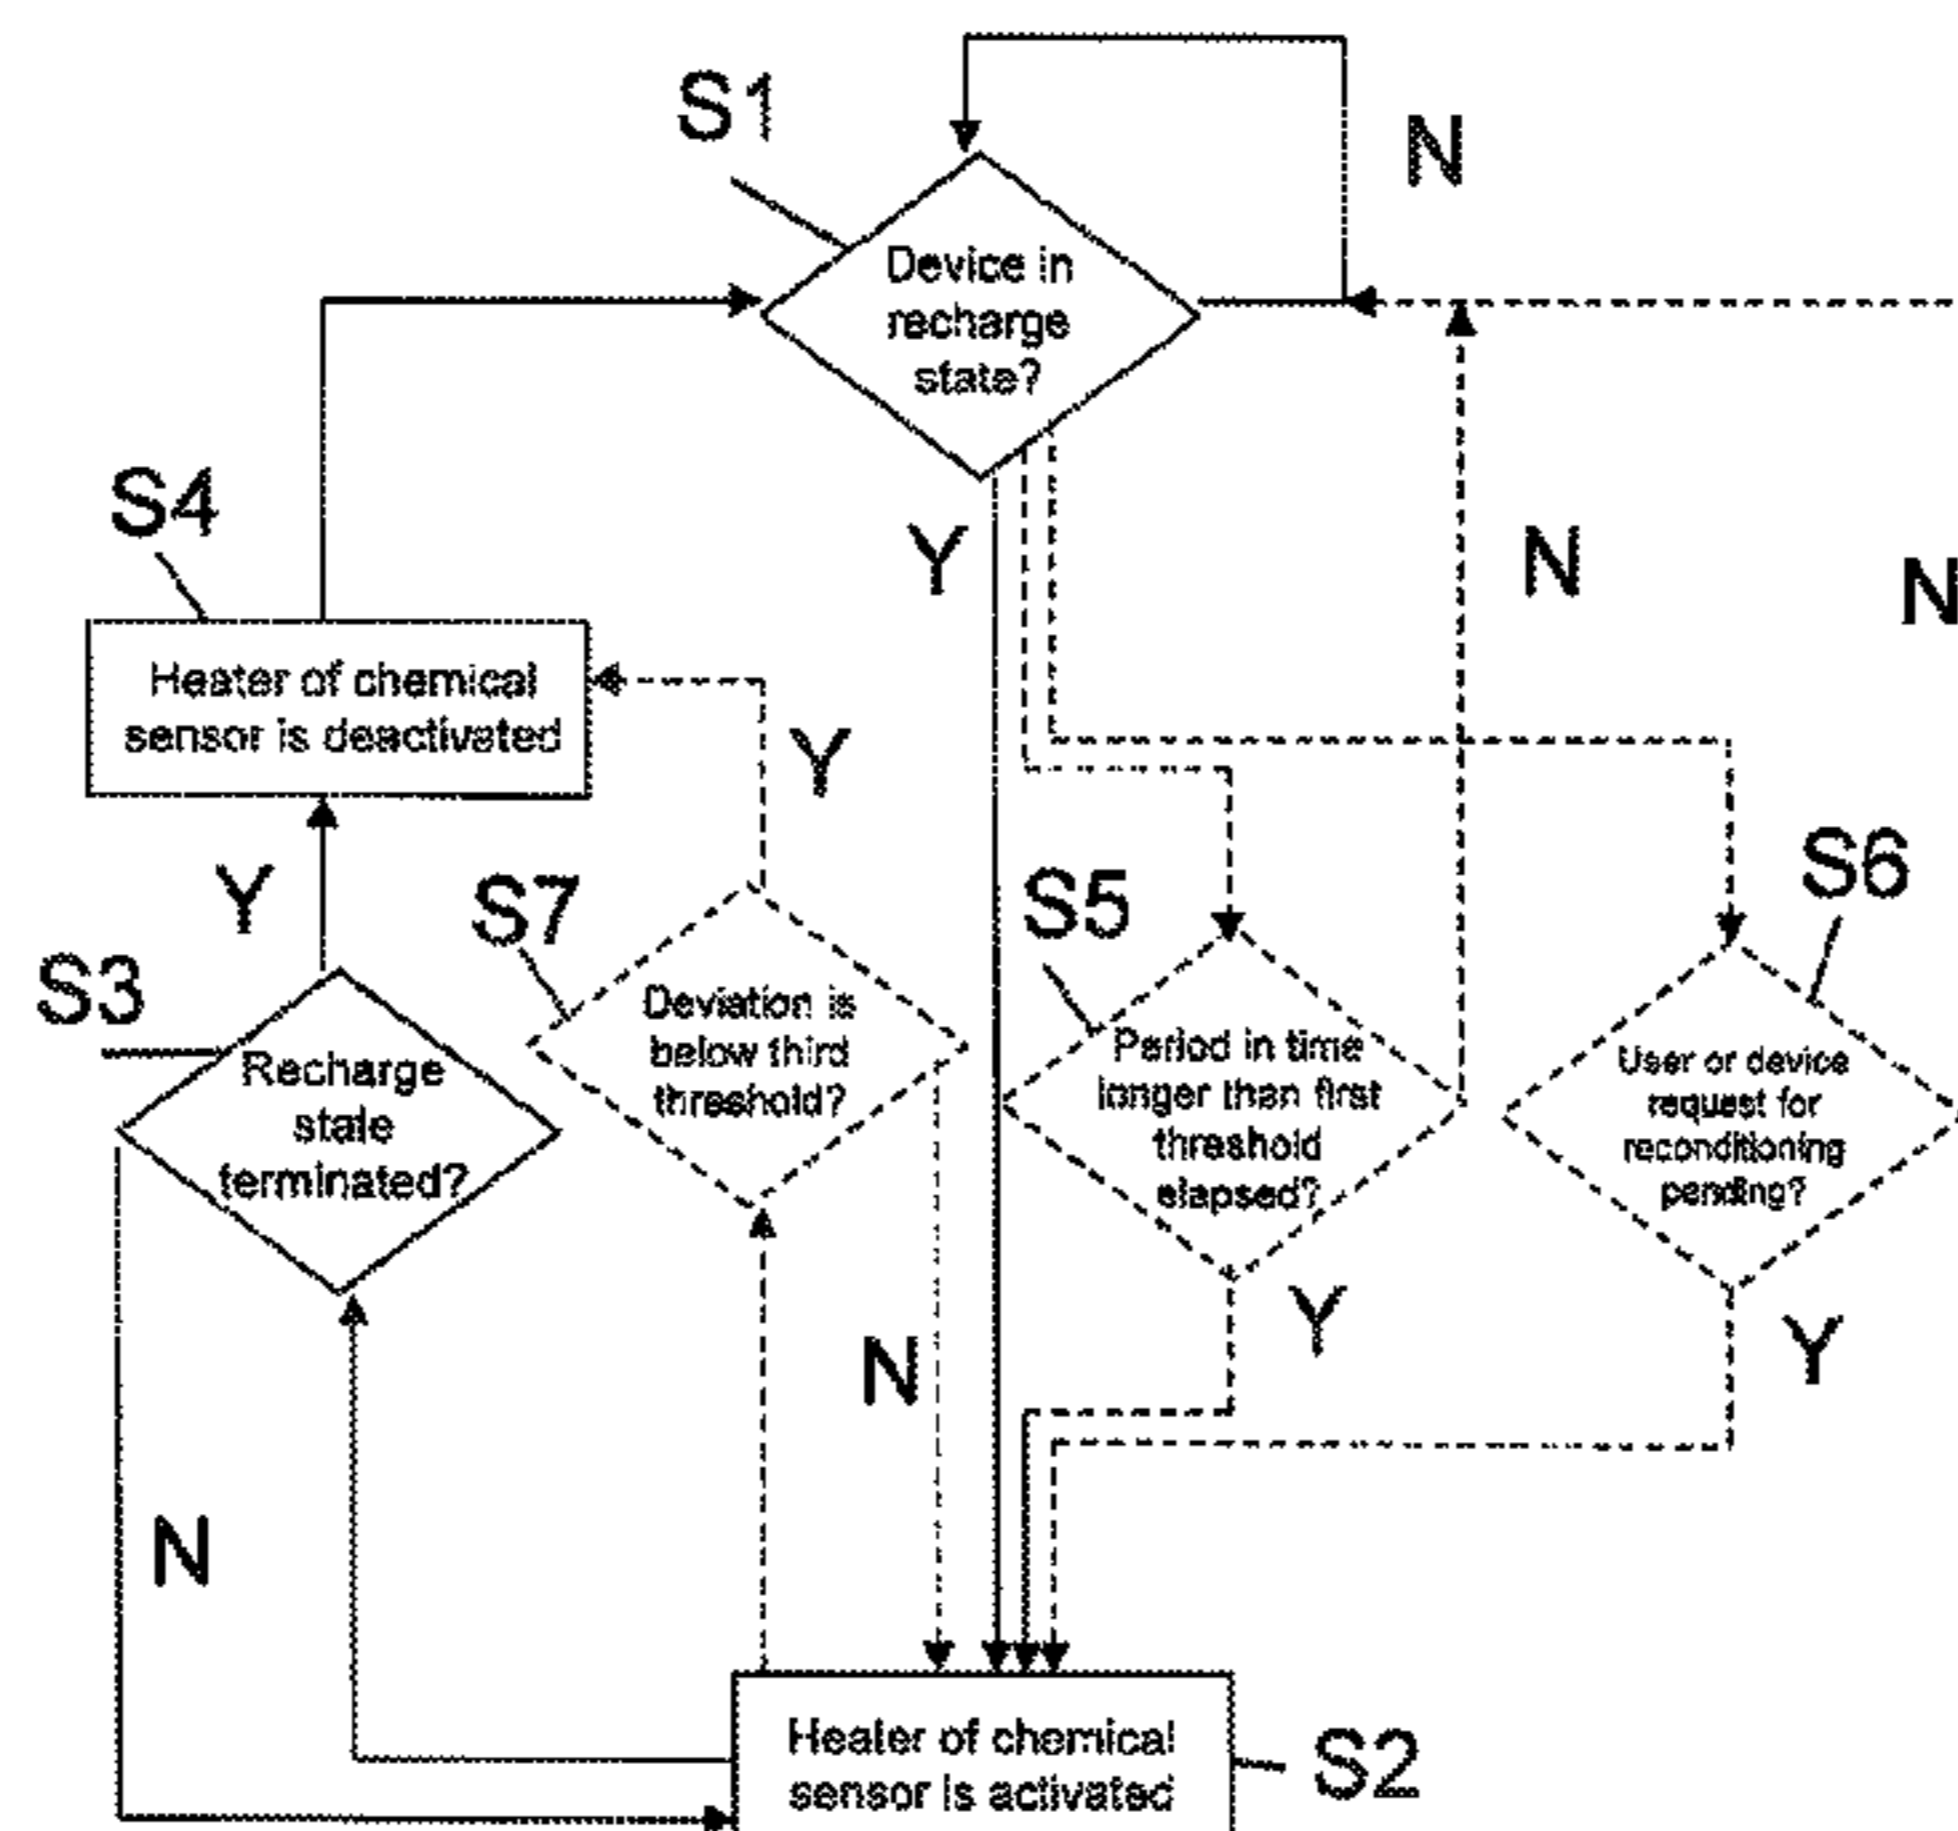 S1
N
Device in
recharge
state?
S4
Y
N
N
Heater of chemical
sensor is deactivated
Y
Y
S7
S5
S6
S3
Deviation is
below third
threshold?
Period in time
longer than first
threshold
elapsed?
User or device
request for
reconditioning
pending?
Recharge
state
terminated?
Y
Y
N
N
Heater of chemical
sensor is activated
S2